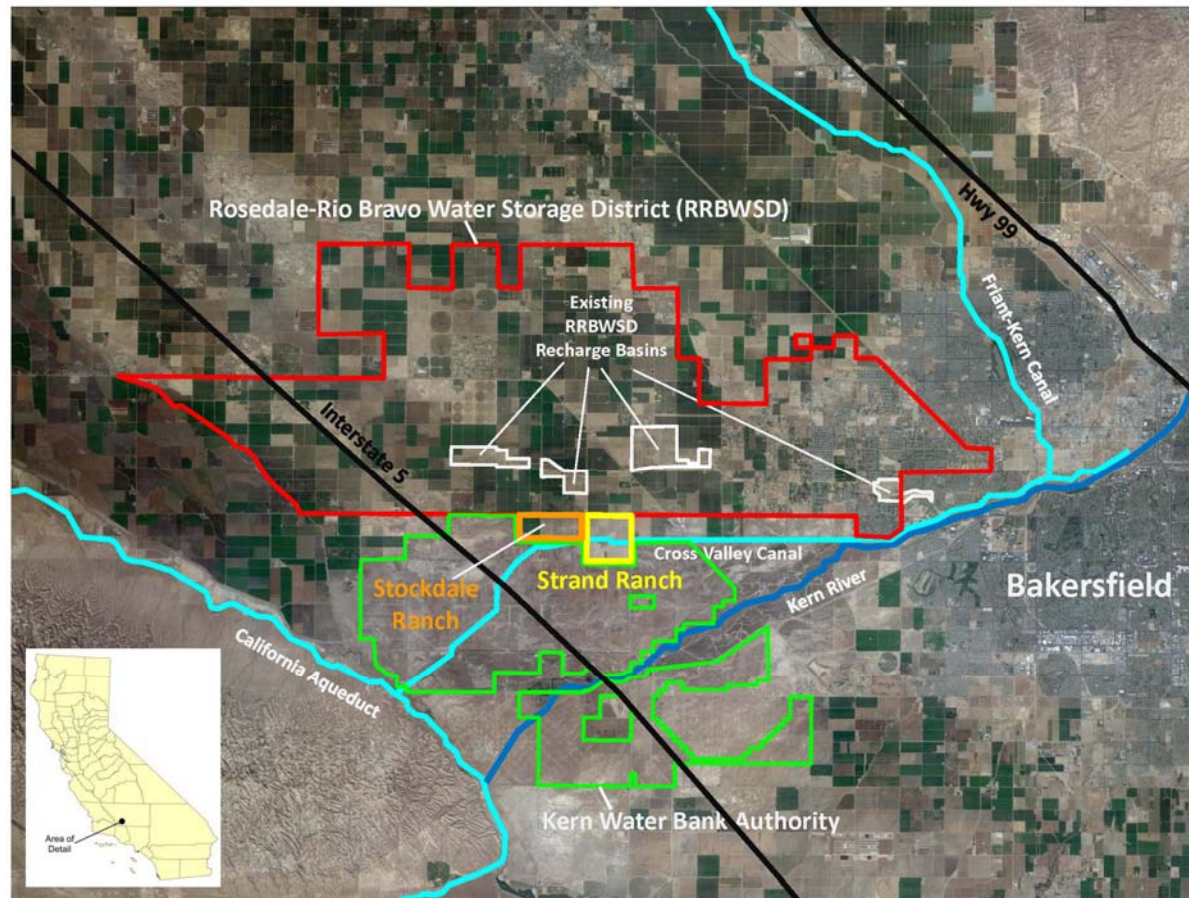 Hwy 99
Rosedale-Rio Bravo Water Storage District (RRBWSD)
Friant-Kern Canal
Existing
RRBWSD
Recharge Basins
Interstate 5
Cross Valley Canal
Strand Ranch
Stockdale
Ranch
Kern River
Bakersfield
California Aqueduct
Kern Water Bank Authority
Area of
Detail